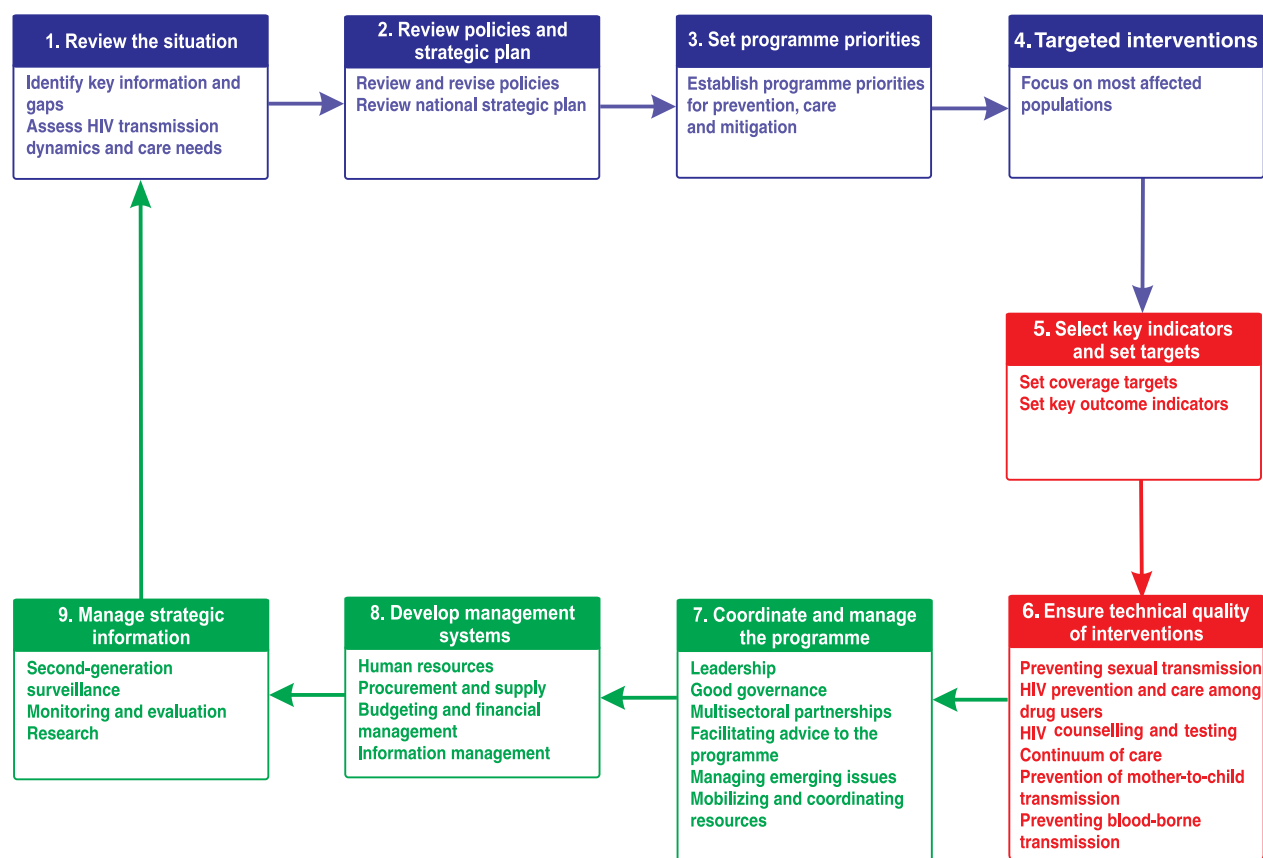 1. Review the situation
Identify key information and
gaps
Assess HIV transmission
dynamics and care needs
2. Review policies and
strategic plan
Review and revise policies
Review national strategic plan
3. Set programme priorities
Establish programme priorities
for prevention, care
and mitigation
4. Targeted interventions
Focus on most affected
populations
5. Select key indicators
and set targets
Set coverage targets
Set key outcome indicators
6. Ensure technical quality
of interventions
Preventing sexual transmission
HIV prevention and care among
drug users
HIV counselling and testing
Continuum of care
Prevention of mother-to-child
transmission
Preventing blood-borne
transmission
7. Coordinate and manage
the programme
Leadership
Good governance
Multisectoral partnerships
Facilitating advice to the
programme
Managing emerging issues
Mobilizing and coordinating
resources
8. Develop management
systems
Human resources
Procurement and supply
Budgeting and financial
management
Information management
9. Manage strategic
information
Second-generation
surveillance
Monitoring and evaluation
Research